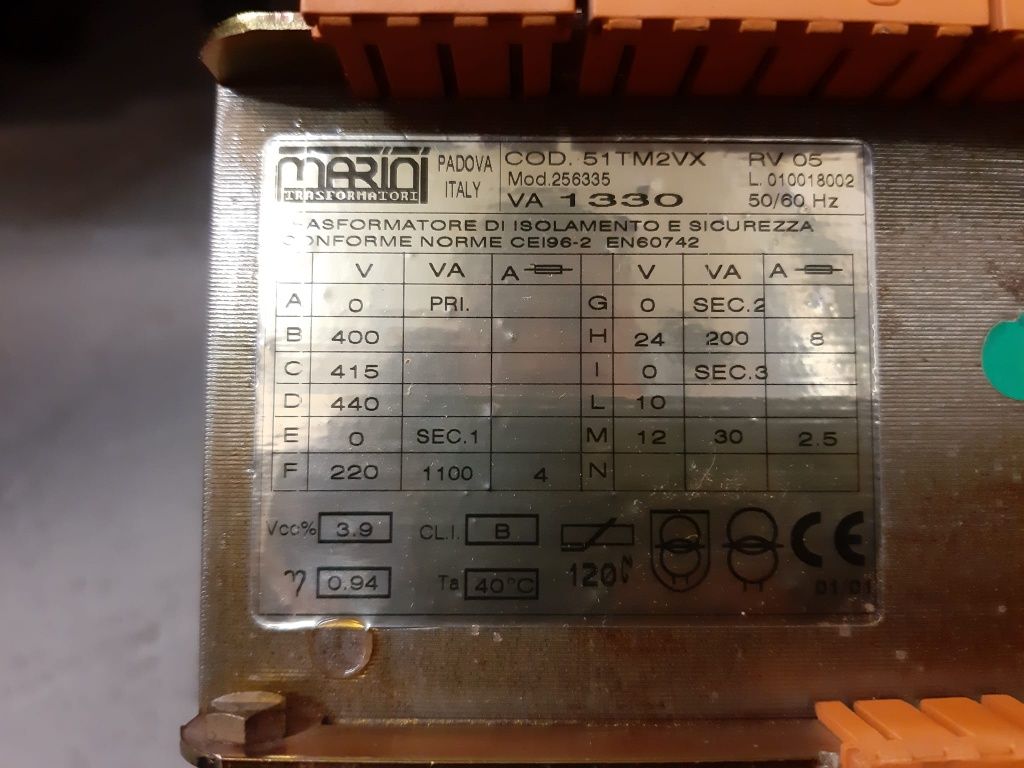 MARINI
TRASFORMATORI
PADOVA
ITALY
COD. 51TM2VX RV 05
Mod.256335 L. 010018002
VA 1330 50/60 Hz
ASFORMATORE DI ISOLAMENTO E SICUREZZA
CONFORME NORME CEI96-2 EN60742
V VA A V VA A
A 0 PRI. G 0 SEC.2
B 400 H 24 200 8
C 415 I 0 SEC.3
D 440 L 10
E 0 SEC.1 M 12 30 2.5
F 220 1100 4 N
Vcc% 3.9 CL.I. B
η 0.94 Ta 40°C 120°C CE
01/01